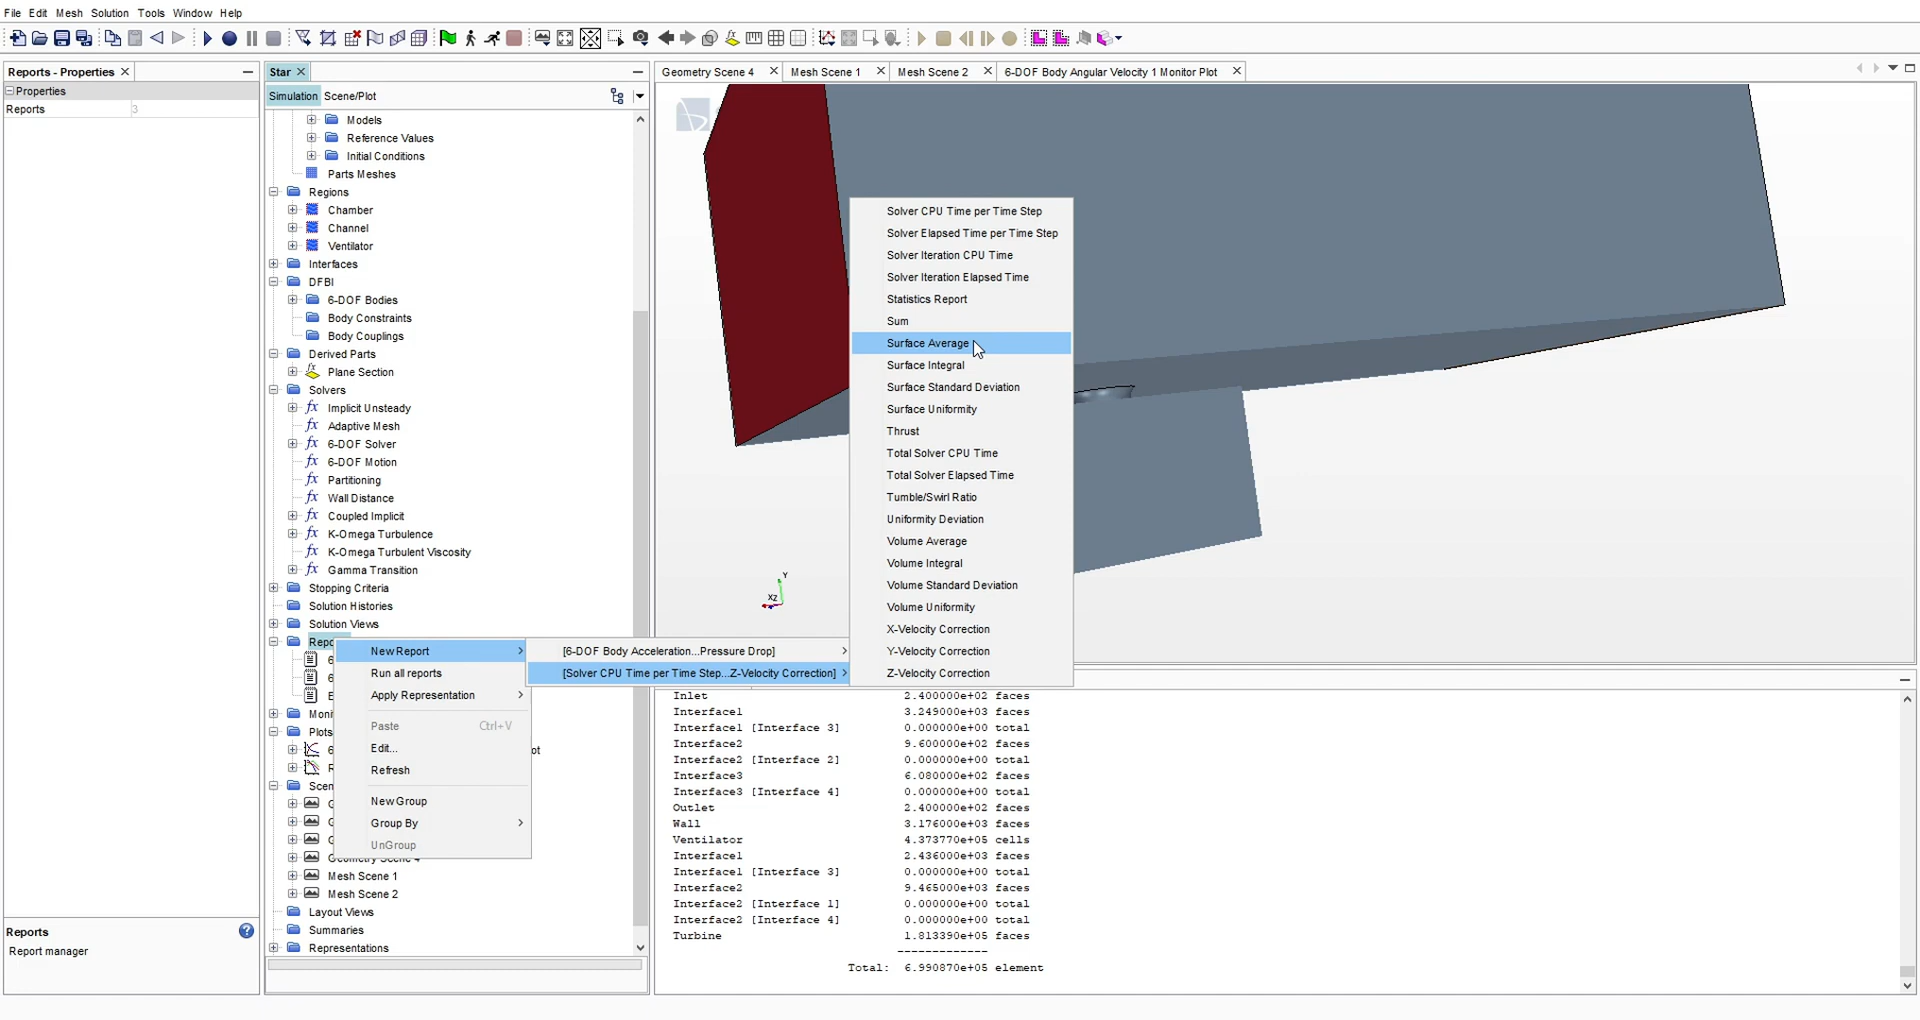 File Edit Mesh Solution Tools Window Help
Reports - Properties
Properties
Reports 3
Reports
Report manager
Star
Simulation Scene/Plot
Models
Reference Values
Initial Conditions
Parts Meshes
Regions
Chamber
Channel
Ventilator
Interfaces
DFBI
6-DOF Bodies
Body Constraints
Body Couplings
Derived Parts
Plane Section
Solvers
Implicit Unsteady
Adaptive Mesh
6-DOF Solver
6-DOF Motion
Partitioning
Wall Distance
Coupled Implicit
K-Omega Turbulence
K-Omega Turbulent Viscosity
Gamma Transition
Stopping Criteria
Solution Histories
Solution Views
Repo
Moni
Plots
Scen
Mesh Scene 1
Mesh Scene 2
Layout Views
Summaries
Representations
New Report
Run all reports
Apply Representation
Paste Ctrl+V
Edit...
Refresh
New Group
Group By
UnGroup
[6-DOF Body Acceleration...Pressure Drop]
[Solver CPU Time per Time Step...Z-Velocity Correction]
Solver CPU Time per Time Step
Solver Elapsed Time per Time Step
Solver Iteration CPU Time
Solver Iteration Elapsed Time
Statistics Report
Sum
Surface Average
Surface Integral
Surface Standard Deviation
Surface Uniformity
Thrust
Total Solver CPU Time
Total Solver Elapsed Time
Tumble/Swirl Ratio
Uniformity Deviation
Volume Average
Volume Integral
Volume Standard Deviation
Volume Uniformity
X-Velocity Correction
Y-Velocity Correction
Z-Velocity Correction
Geometry Scene 4 Mesh Scene 1 Mesh Scene 2 6-DOF Body Angular Velocity 1 Monitor Plot
Y
XZ
Inlet 2.400000e+02 faces
Interface1 3.249000e+03 faces
Interface1 [Interface 3] 0.000000e+00 total
Interface2 9.600000e+02 faces
Interface2 [Interface 2] 0.000000e+00 total
Interface3 6.080000e+02 faces
Interface3 [Interface 4] 0.000000e+00 total
Outlet 2.400000e+02 faces
Wall 3.176000e+03 faces
Ventilator 4.373770e+05 cells
Interface1 2.436000e+03 faces
Interface1 [Interface 3] 0.000000e+00 total
Interface2 9.465000e+03 faces
Interface2 [Interface 1] 0.000000e+00 total
Interface2 [Interface 4] 0.000000e+00 total
Turbine 1.813390e+05 faces
-------------
Total: 6.990870e+05 element